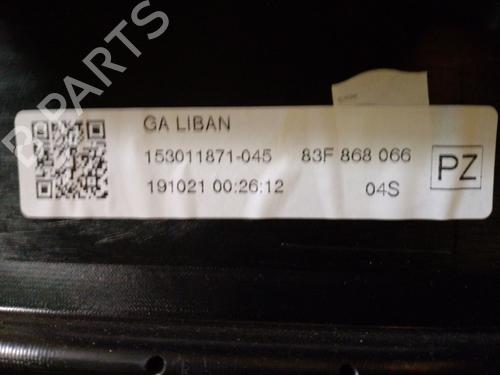 B-PARTS
GA LIBAN
153011871-045 83F 868 066
PZ
191021 00:26:12 04S